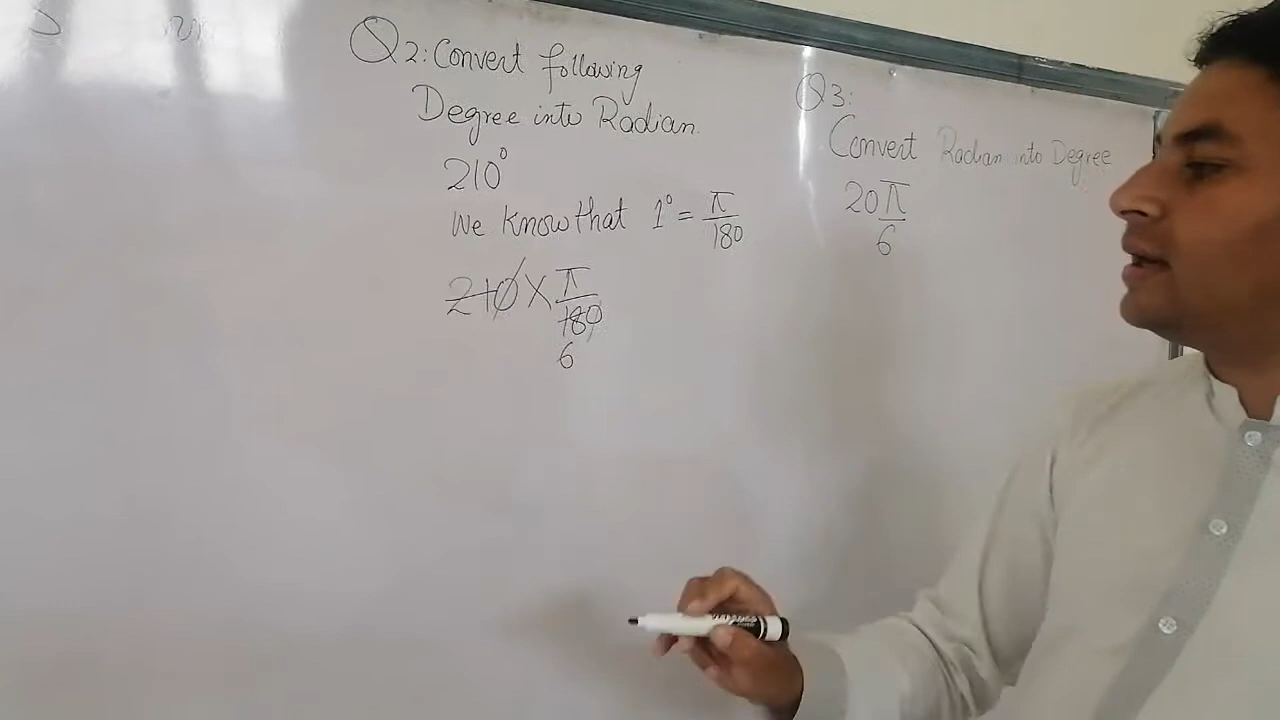 Q2: Convert following
Degree into Radian.
210°
We Know that 1° = π/180
210 × π/180
6
Q3:
Convert Radian into Degree
20π/6